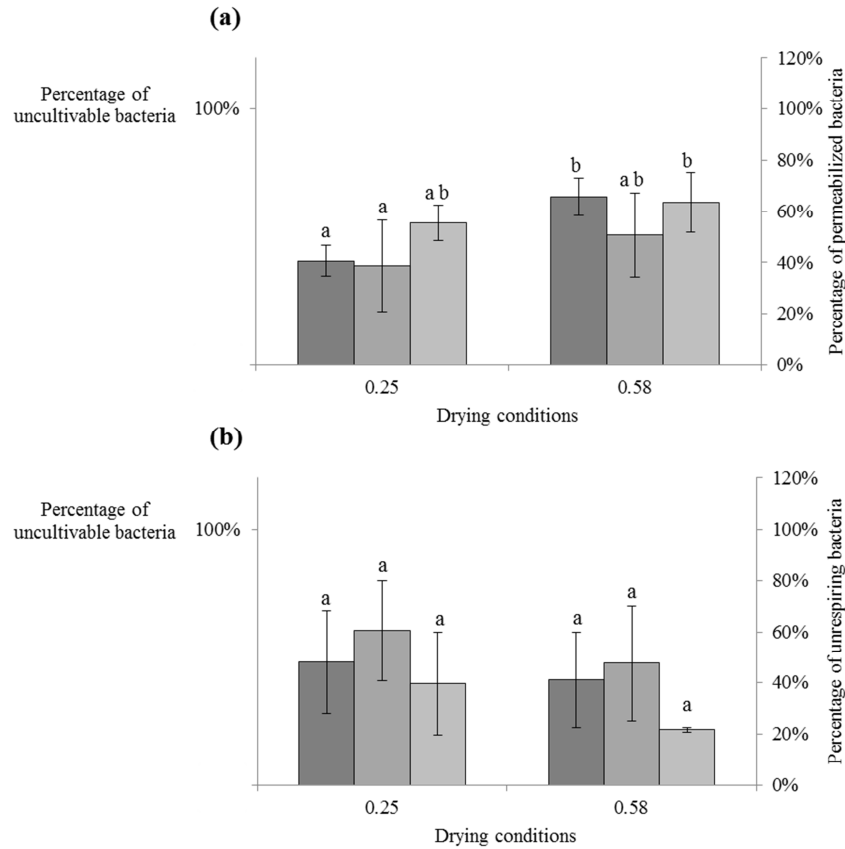 (a)
Percentage of
uncultivable bacteria
100%
120%
100%
80%
60%
40%
20%
0%
Percentage of permeabilized bacteria
a
a
a b
b
a b
b
0.25
0.58
Drying conditions
(b)
Percentage of
uncultivable bacteria
100%
120%
100%
80%
60%
40%
20%
0%
Percentage of unrespiring bacteria
a
a
a
a
a
a
0.25
0.58
Drying conditions